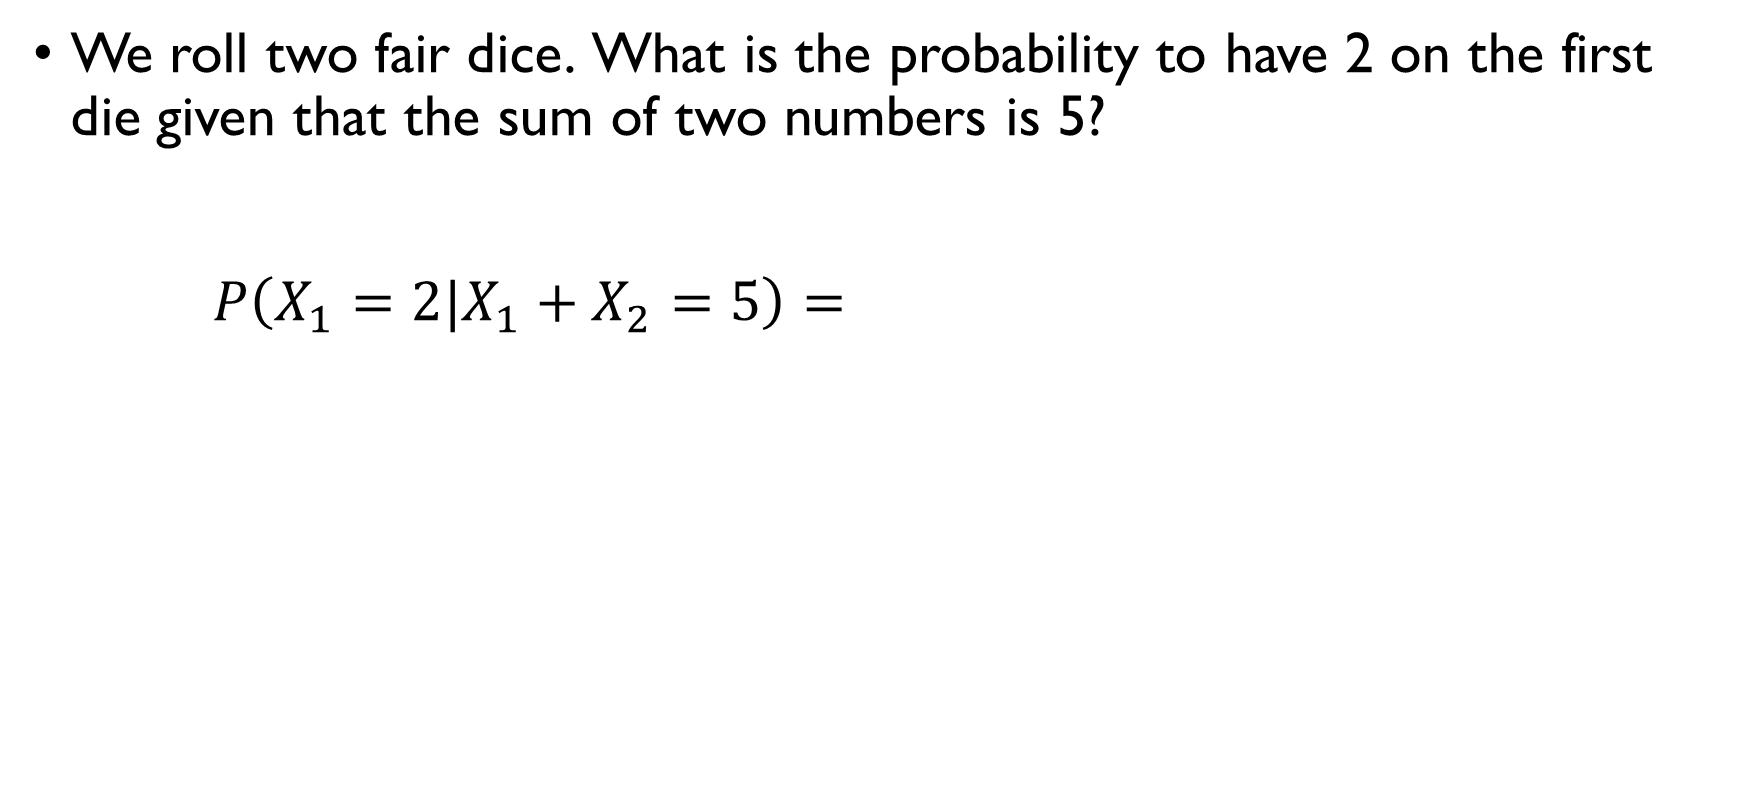 • We roll two fair dice. What is the probability to have 2 on the first
die given that the sum of two numbers is 5?
P(X₁ = 2|X₁ + X₂ = 5) =